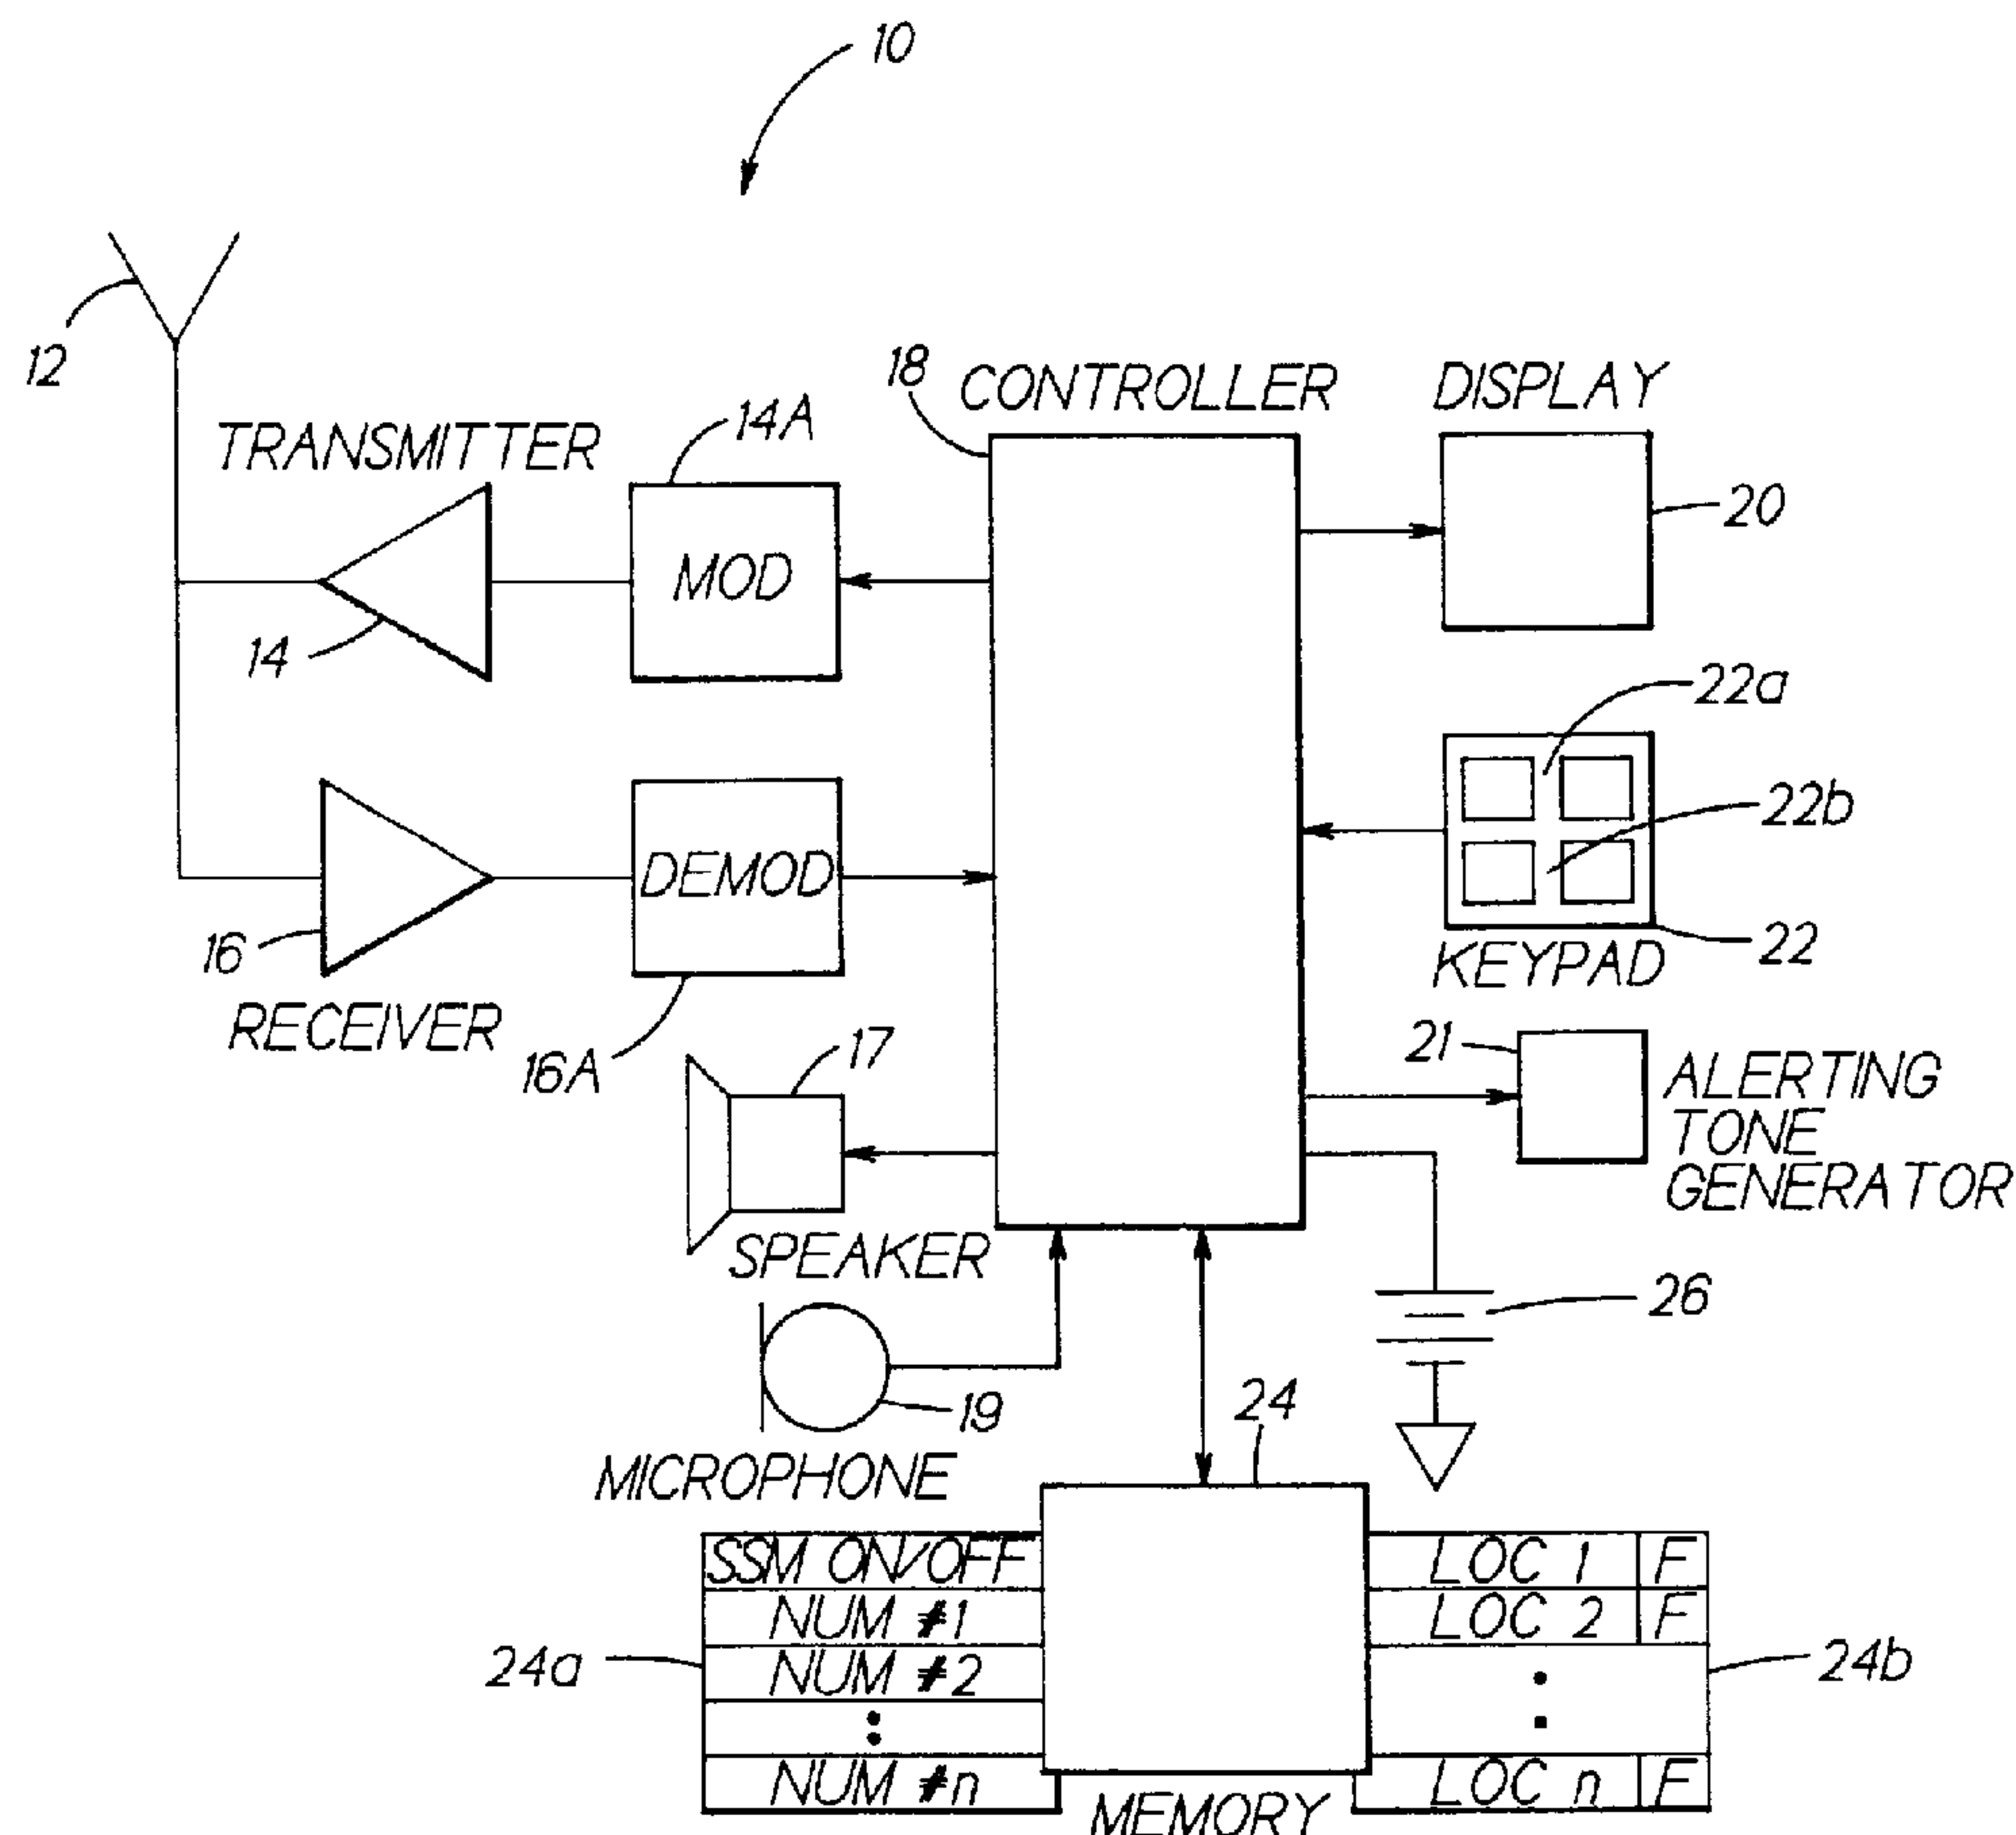 10
12
18 CONTROLLER
DISPLAY
TRANSMITTER
14A
20
MOD
14
22a
22b
DEMOD
16
22
KEYPAD
RECEIVER
16A
17
21
ALERTING
TONE
GENERATOR
SPEAKER
26
19
24
MICROPHONE
SSM ON/OFF
NUM #1
NUM #2
NUM #n
24a
LOC 1 F
LOC 2 F
LOC n F
24b
MEMORY